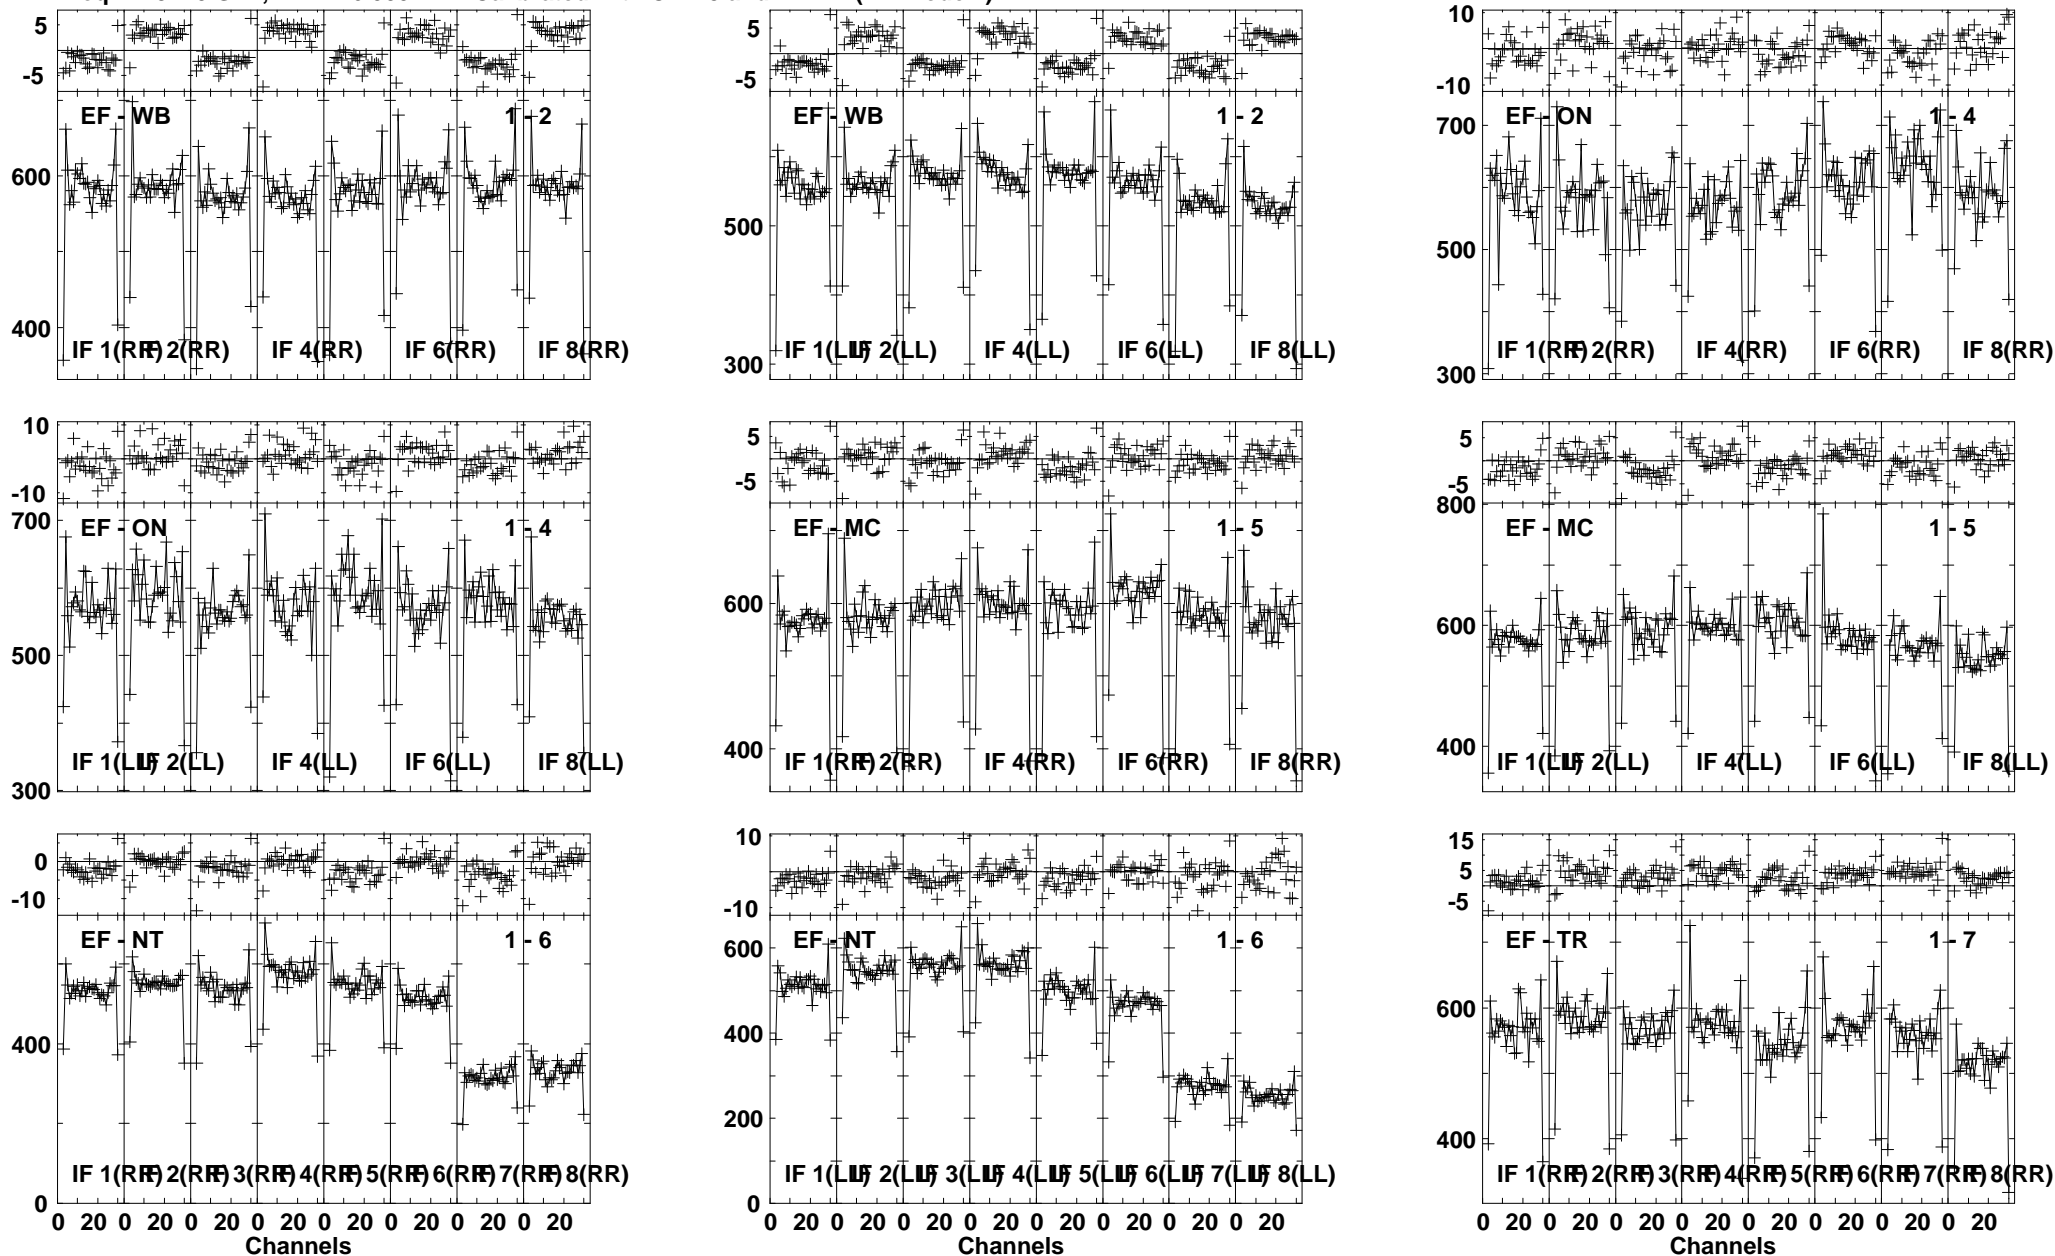 5 5 10
-5 -5 -10
EF - WB 1 - 2 EF - WB 1 - 2 EF - ON 1 - 4
600 700
500 500
400
300 300
IF 1(RR) IF 2(RR) IF 4(RR) IF 6(RR) IF 8(RR) IF 1(LL) IF 2(LL) IF 4(LL) IF 6(LL) IF 8(LL) IF 1(RR) IF 2(RR) IF 4(RR) IF 6(RR) IF 8(RR)
10 5 5
-10 -5 -5
700 800
EF - ON 1 - 4 EF - MC 1 - 5 EF - MC 1 - 5
600 600
500
400 400
300
IF 1(LL) IF 2(LL) IF 4(LL) IF 6(LL) IF 8(LL) IF 1(RR) IF 2(RR) IF 4(RR) IF 6(RR) IF 8(RR) IF 1(LL) IF 2(LL) IF 4(LL) IF 6(LL) IF 8(LL)
0 10 15
-10 -10 5
-5
EF - NT 1 - 6 EF - NT 1 - 6 EF - TR 1 - 7
600 600
400 400 400
200
0 0
IF 1(RR) IF 2(RR) IF 3(RR) IF 4(RR) IF 5(RR) IF 6(RR) IF 7(RR) IF 8(RR) IF 1(LL) IF 2(LL) IF 3(LL) IF 4(LL) IF 5(LL) IF 6(LL) IF 7(LL) IF 8(LL) IF 1(RR) IF 2(RR) IF 3(RR) IF 4(RR) IF 5(RR) IF 6(RR) IF 7(RR) IF 8(RR)
0 20 0 20 0 20 0 20 0 20 0 20 0 20 0 20 0 20 0 20 0 20 0 20 0 20 0 20 0 20 0 20 0 20 0 20 0 20 0 20 0 20 0 20 0 20 0 20
Channels Channels Channels